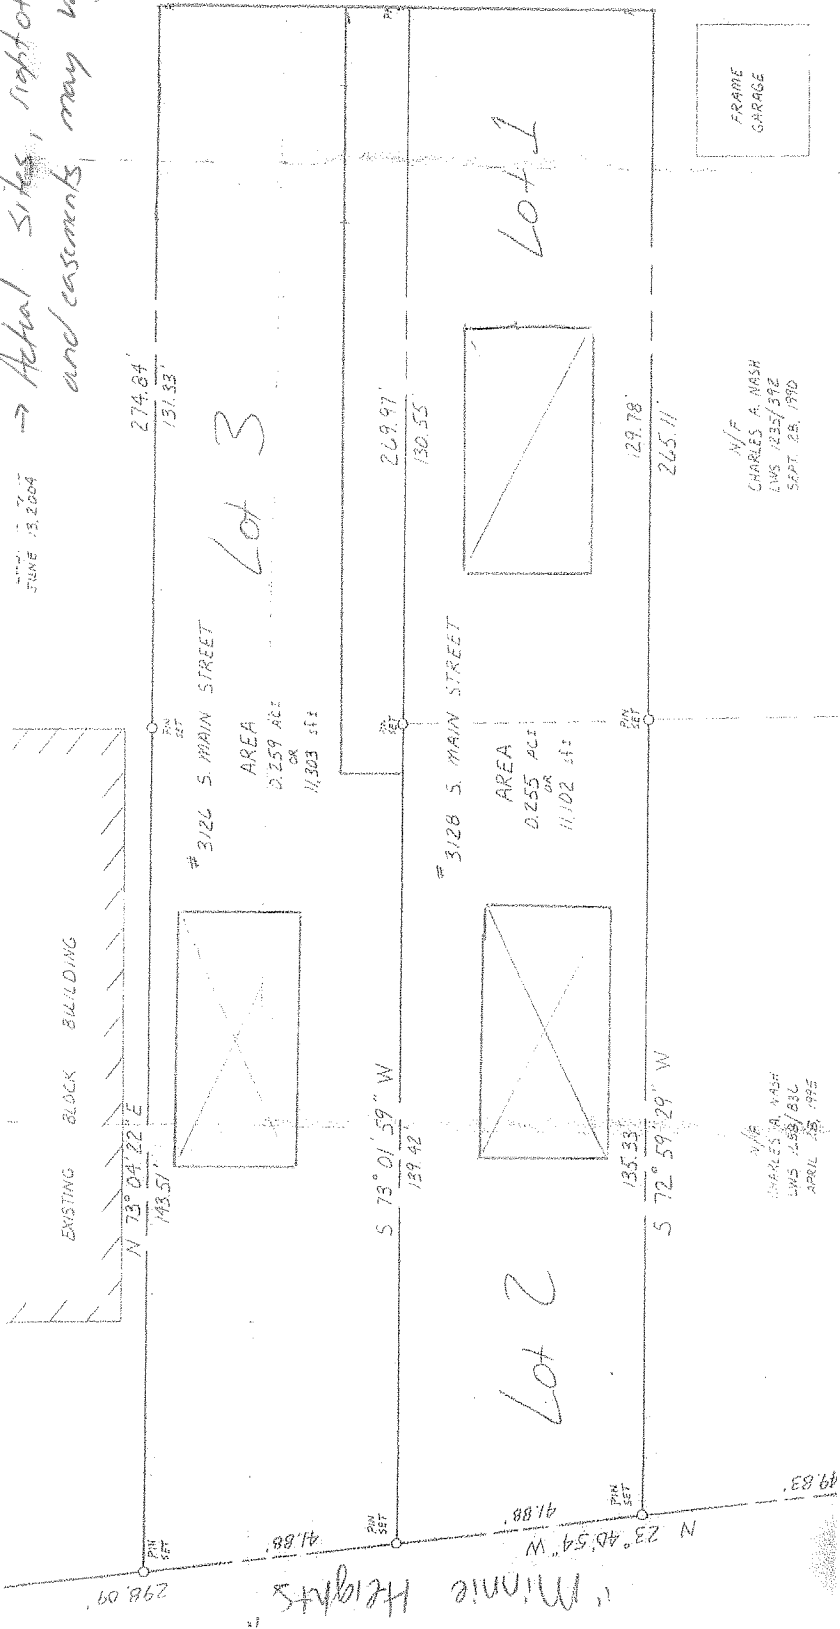 → Actual Sites, right of
and easements may
JUNE 13, 2004
FRAME
GARAGE
Lot 1
274.84'
131.33'
Lot 3
269.97'
130.55'
129.78'
265.11'
N/F
CHARLES A. NASH
LWS 1235/392
SEPT. 28, 1990
PIN
SET
# 3126 S. MAIN STREET
AREA
0.259 AC±
OR
11,303 sf±
PIN
SET
# 3128 S. MAIN STREET
AREA
0.255 AC±
OR
11,102 sf±
PIN
SET
EXISTING BLOCK BUILDING
N 73° 04' 22" E
143.51'
S 73° 01' 59" W
139.42'
135.33'
S 72° 59' 29" W
N/F
CHARLES A. NASH
APRIL 1995
Lot 2
PIN
SET
PIN
SET
PIN
SET
298.09'
41.88'
41.88'
N 23° 40' 54" W
49.83'
"Minnie Heights"